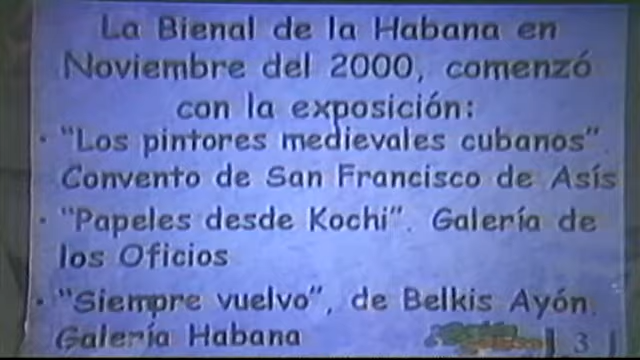 La Bienal de la Habana en
Noviembre del 2000, comenzó
con la exposición:
· "Los pintores medievales cubanos".
Convento de San Francisco de Asís
· "Papeles desde Kochi". Galería de
los Oficios
· "Siempre vuelvo", de Belkis Ayón.
Galería Habana
3